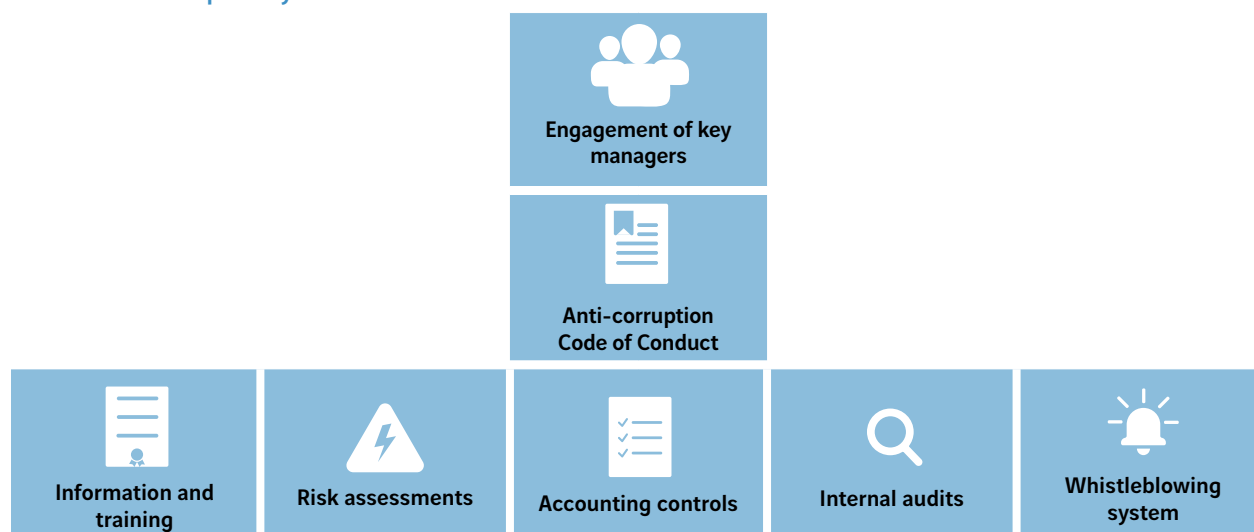 Engagement of key
managers
Anti-corruption
Code of Conduct
Information and
training
Risk assessments
Accounting controls
Internal audits
Whistleblowing
system